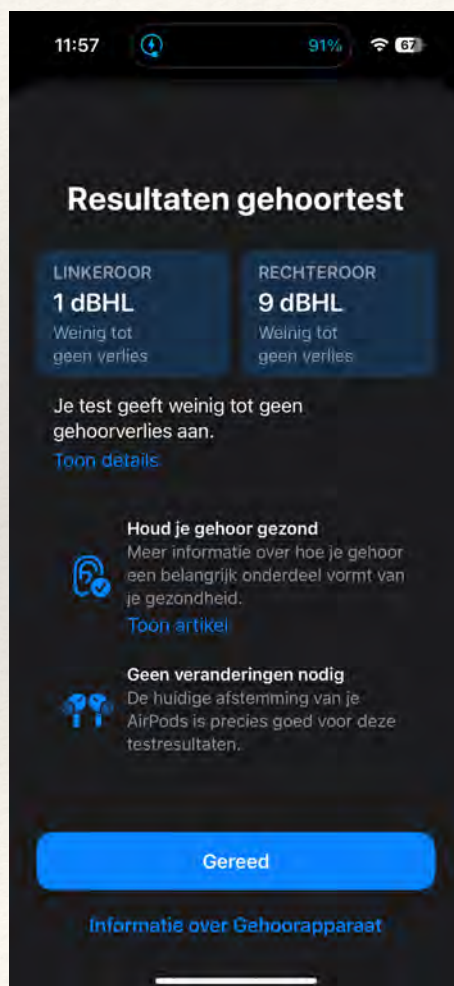 11:57
91%
67
Resultaten gehoortest
LINKEROOR
1 dBHL
Weinig tot
geen verlies
RECHTEROOR
9 dBHL
Weinig tot
geen verlies
Je test geeft weinig tot geen
gehoorverlies aan.
Toon details
Houd je gehoor gezond
Meer informatie over hoe je gehoor
een belangrijk onderdeel vormt van
je gezondheid.
Toon artikel
Geen veranderingen nodig
De huidige afstemming van je
AirPods is precies goed voor deze
testresultaten.
Gereed
Informatie over Gehoorapparaat